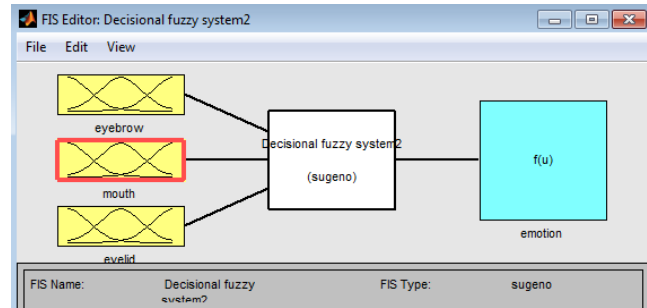 FIS Editor: Decisional fuzzy system2
File Edit View
eyebrow
Decisional fuzzy system2
f(u)
mouth
(sugeno)
emotion
eyelid
FIS Name: Decisional fuzzy FIS Type: sugeno
system2